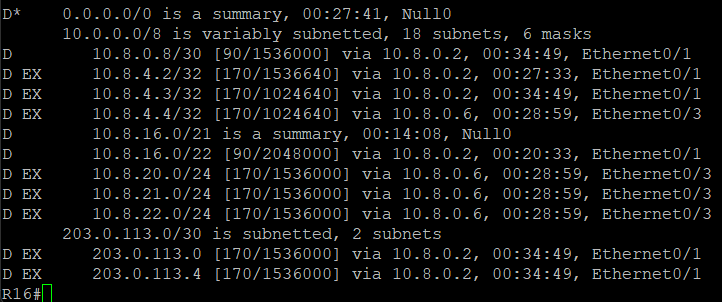 D*    0.0.0.0/0 is a summary, 00:27:41, Null0
      10.0.0.0/8 is variably subnetted, 18 subnets, 6 masks
D        10.8.0.8/30 [90/1536000] via 10.8.0.2, 00:34:49, Ethernet0/1
D EX     10.8.4.2/32 [170/1536640] via 10.8.0.2, 00:27:33, Ethernet0/1
D EX     10.8.4.3/32 [170/1024640] via 10.8.0.2, 00:34:49, Ethernet0/1
D EX     10.8.4.4/32 [170/1024640] via 10.8.0.6, 00:28:59, Ethernet0/3
D        10.8.16.0/21 is a summary, 00:14:08, Null0
D        10.8.16.0/22 [90/2048000] via 10.8.0.2, 00:20:33, Ethernet0/1
D EX     10.8.20.0/24 [170/1536000] via 10.8.0.6, 00:28:59, Ethernet0/3
D EX     10.8.21.0/24 [170/1536000] via 10.8.0.6, 00:28:59, Ethernet0/3
D EX     10.8.22.0/24 [170/1536000] via 10.8.0.6, 00:28:59, Ethernet0/3
      203.0.113.0/30 is subnetted, 2 subnets
D EX     203.0.113.0 [170/1536000] via 10.8.0.2, 00:34:49, Ethernet0/1
D EX     203.0.113.4 [170/1536000] via 10.8.0.2, 00:34:49, Ethernet0/1
R16#